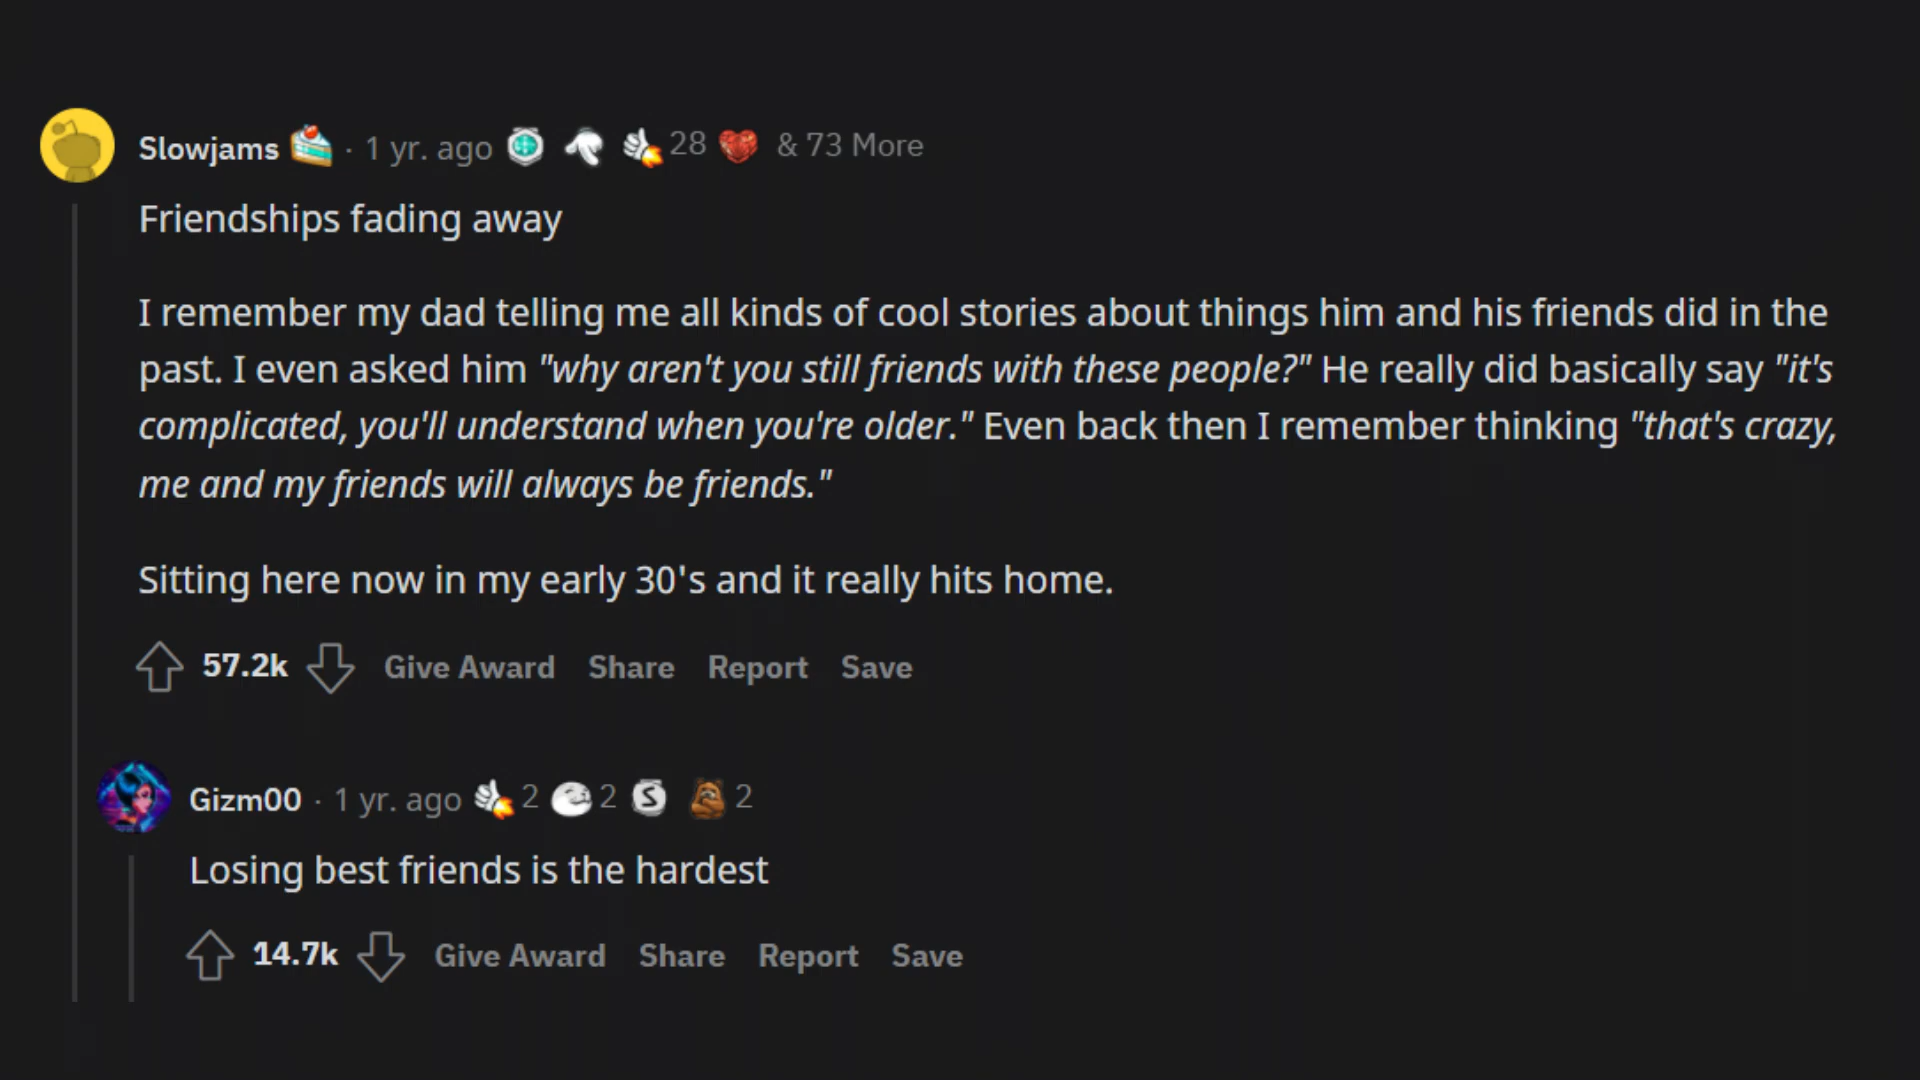 Slowjams · 1 yr. ago 28 & 73 More
Friendships fading away
I remember my dad telling me all kinds of cool stories about things him and his friends did in the
past. I even asked him "why aren't you still friends with these people?" He really did basically say "it's
complicated, you'll understand when you're older." Even back then I remember thinking "that's crazy,
me and my friends will always be friends."
Sitting here now in my early 30's and it really hits home.
57.2k Give Award Share Report Save
Gizm00 · 1 yr. ago 2 2 S 2
Losing best friends is the hardest
14.7k Give Award Share Report Save